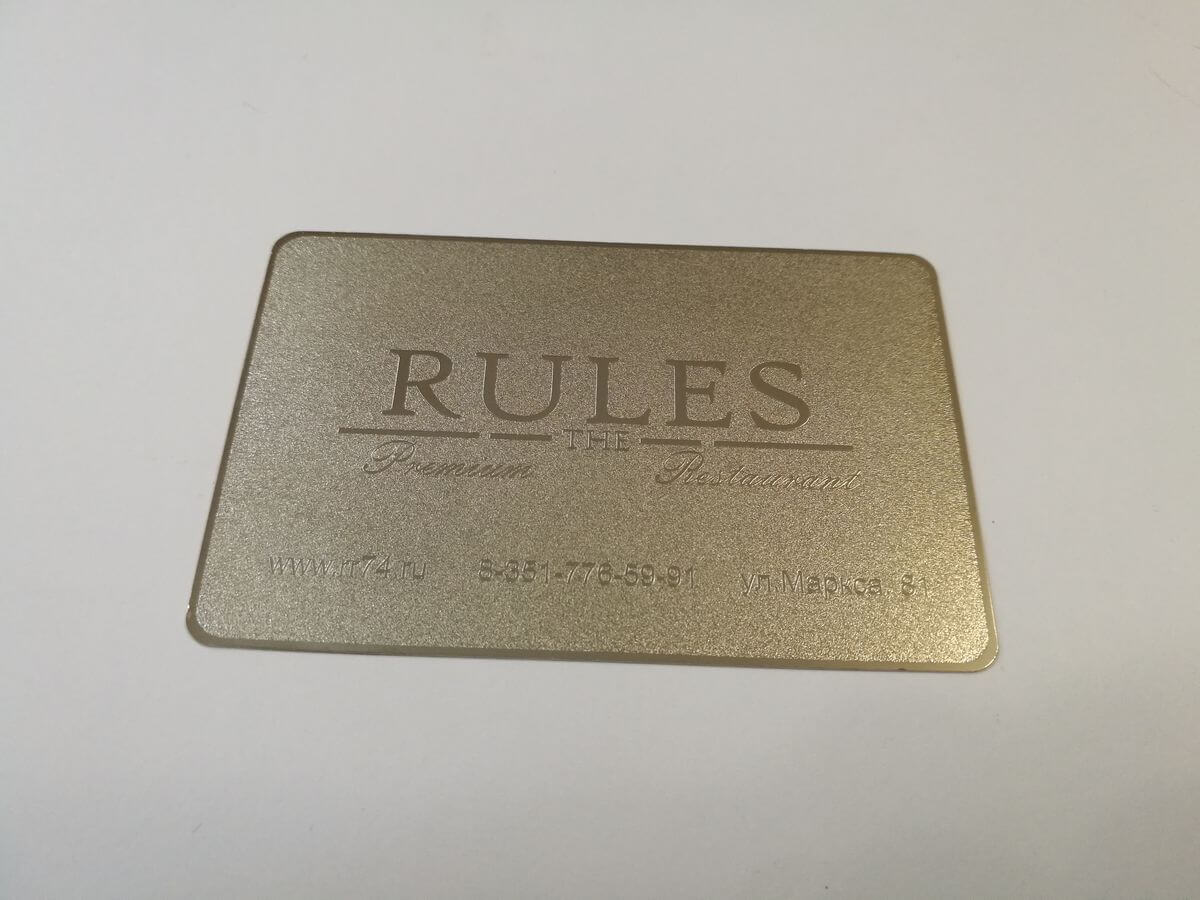 RULES
THE
Premium Restaurant
www.rr74.ru 8-351-776-59-91 ул.Маркса, 81